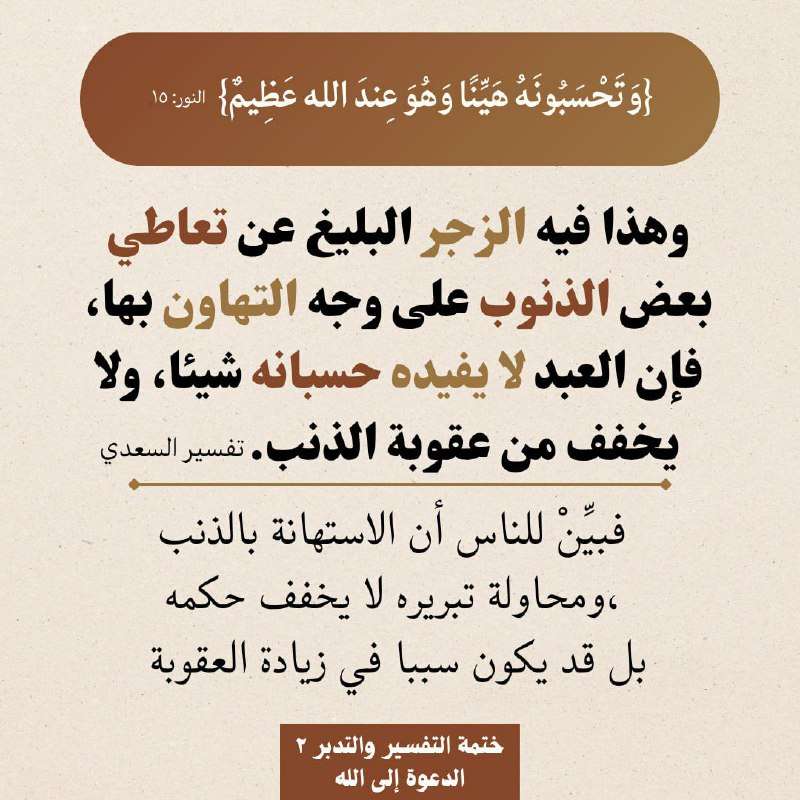 {وَتَحْسَبُونَهُ هَيِّنًا وَهُوَ عِندَ الله عَظِيمٌ} النور: ١٥
وهذا فيه الزجر البليغ عن تعاطي
بعض الذنوب على وجه التهاون بها،
فإن العبد لا يفيده حسبانه شيئا، ولا
يخفف من عقوبة الذنب. تفسير السعدي
فبيِّنْ للناس أن الاستهانة بالذنب
،ومحاولة تبريره لا يخفف حكمه
بل قد يكون سببا في زيادة العقوبة
ختمة التفسير والتدبر ٢
الدعوة إلى الله